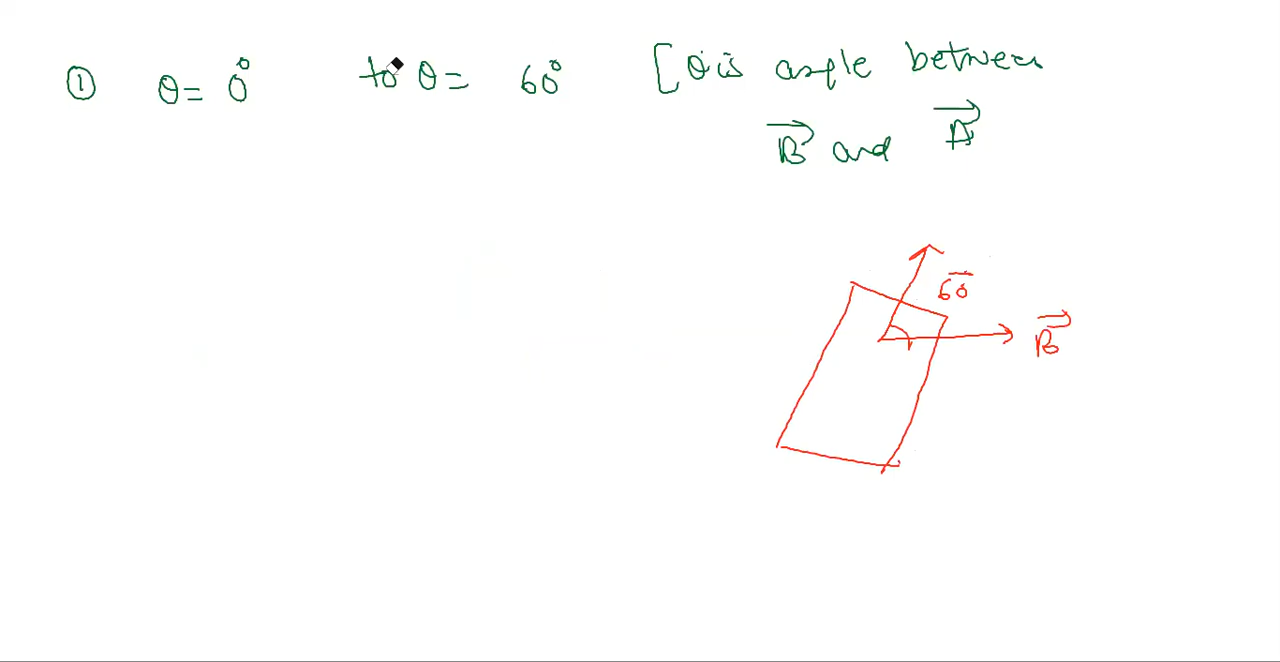 ① θ = 0° to θ = 60° [θ is angle between
B⃗ and A⃗
60
B⃗